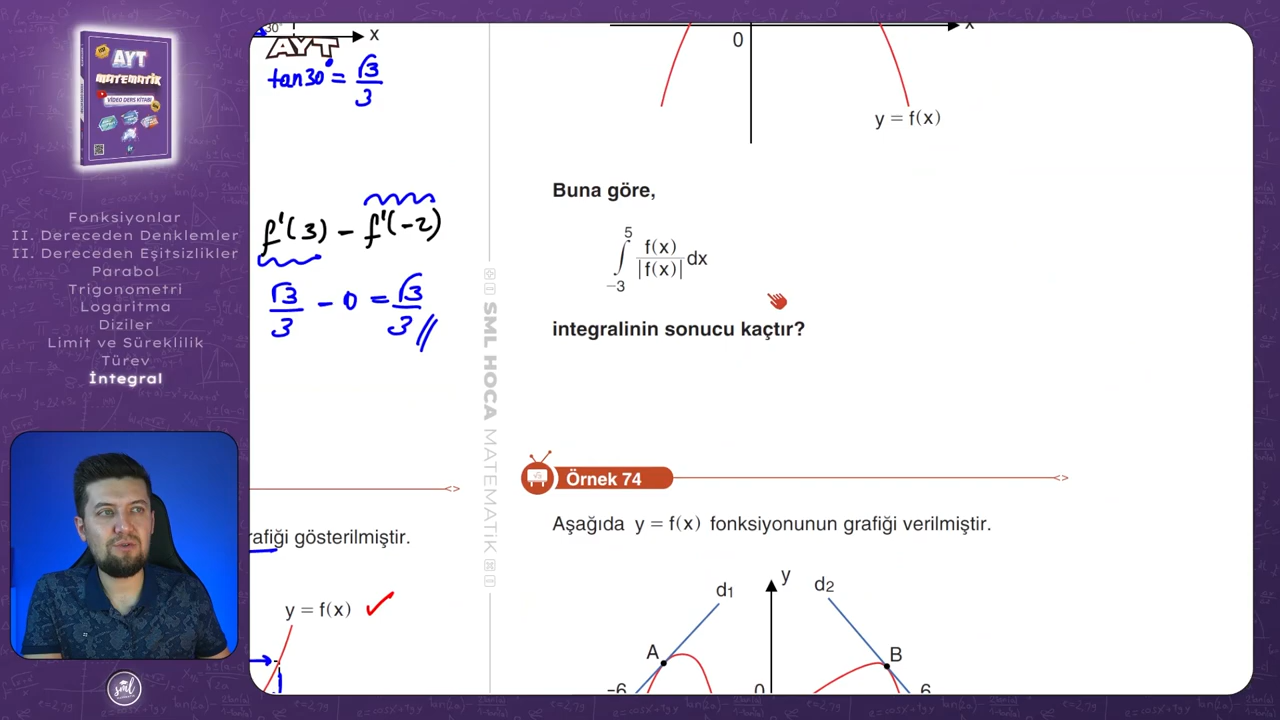 AYT
MATEMATİK
VİDEO DERS KİTABI
Fonksiyonlar
II. Dereceden Denklemler
II. Dereceden Eşitsizlikler
Parabol
Trigonometri
Logaritma
Diziler
Limit ve Süreklilik
Türev
İntegral
sml
30°
x
AYT
tan30° = √3/3
f'(3) - f'(-2)
√3/3 - 0 = √3/3 //
rafiği gösterilmiştir.
y = f(x)
SML HOCA MATEMATİK
x
0
y = f(x)
Buna göre,
∫₋₃⁵ f(x)/|f(x)| dx
integralinin sonucu kaçtır?
Örnek 74
Aşağıda y = f(x) fonksiyonunun grafiği verilmiştir.
y
d1
d2
A
B
−6
0
6